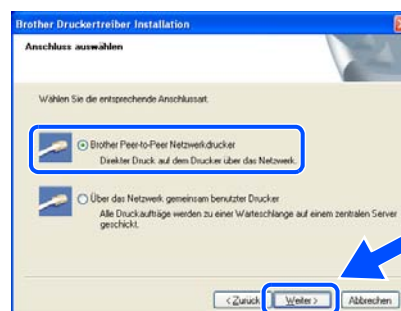 Brother Druckertreiber Installation
Anschluss auswählen
Wählen Sie die entsprechende Anschlussart.
Brother Peer-to-Peer Netzwerkdrucker
Direkter Druck auf dem Drucker über das Netzwerk.
Über das Netzwerk gemeinsam benutzter Drucker
Alle Druckaufträge werden zu einer Warteschlange auf einem zentralen Server
geschickt.
< Zurück Weiter > Abbrechen